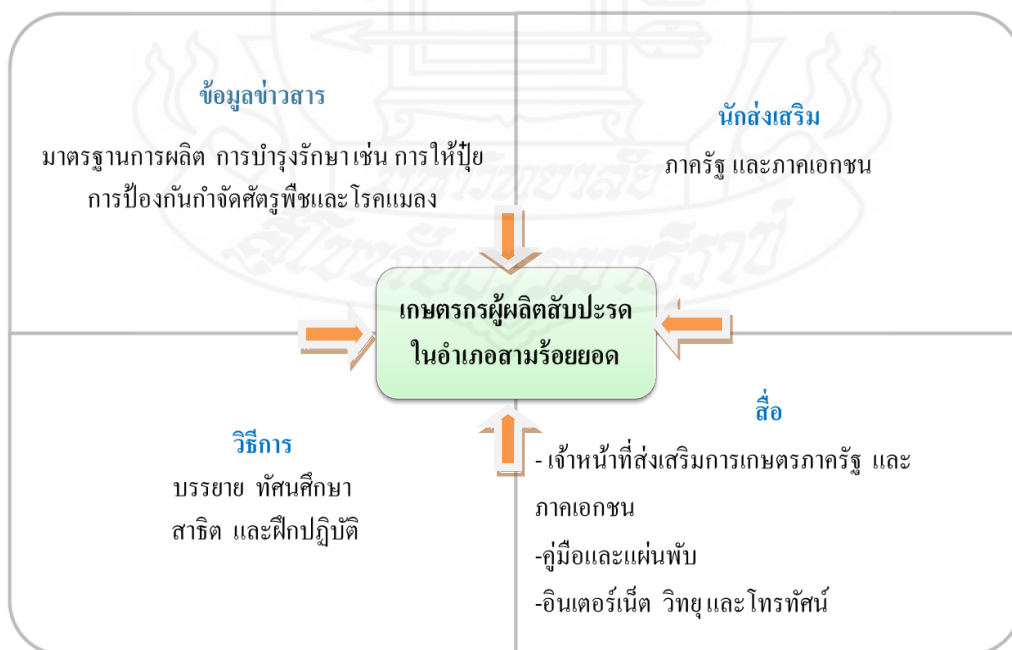 ข้อมูลข่าวสาร
มาตรฐานการผลิต การบำรุงรักษา เช่น การให้ปุ๋ย
การป้องกันกำจัดศัตรูพืชและโรคแมลง
นักส่งเสริม
ภาครัฐ และภาคเอกชน
เกษตรกรผู้ผลิตสับปะรด
ในอำเภอสามร้อยยอด
วิธีการ
บรรยาย ทัศนศึกษา
สาธิต และฝึกปฏิบัติ
สื่อ
- เจ้าหน้าที่ส่งเสริมการเกษตรภาครัฐ และ
ภาคเอกชน
-คู่มือและแผ่นพับ
-อินเตอร์เน็ต วิทยุ และโทรทัศน์